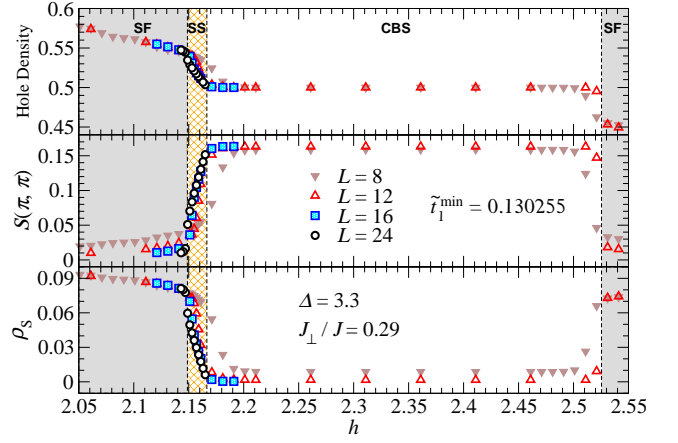 SF SS CBS SF
0.6
0.55
0.5
0.45
Hole Density
0.15
0.1
0.05
0
S(π, π)
L = 8
L = 12
L = 16
L = 24
t̃₁ᵐⁱⁿ = 0.130255
0.09
0.06
0.03
0
ρS
Δ = 3.3
J⊥ / J = 0.29
2.05 2.1 2.15 2.2 2.25 2.3 2.35 2.4 2.45 2.5 2.55
h